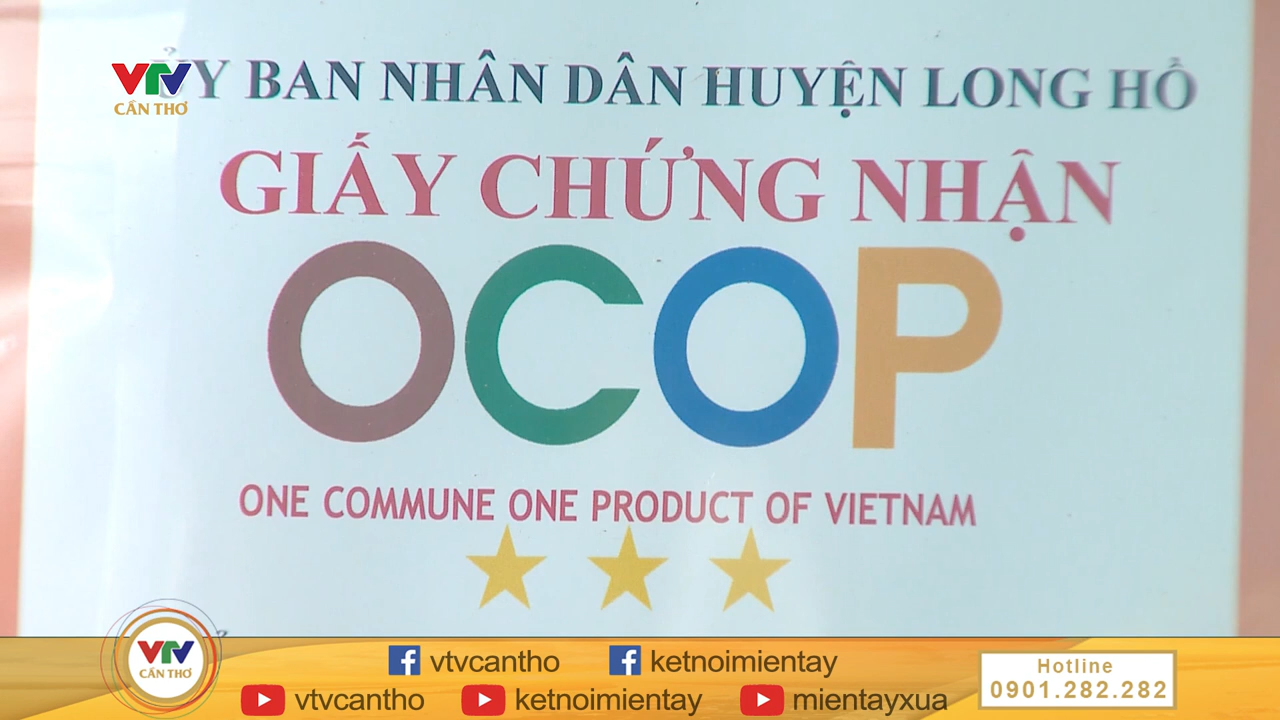 VTV
CẦN THƠ
ỦY BAN NHÂN DÂN HUYỆN LONG HỒ
GIẤY CHỨNG NHẬN
OCOP
ONE COMMUNE ONE PRODUCT OF VIETNAM
VTV
CẦN THƠ
vtvcantho
ketnoimientay
vtvcantho
ketnoimientay
mientayxua
Hotline
0901.282.282